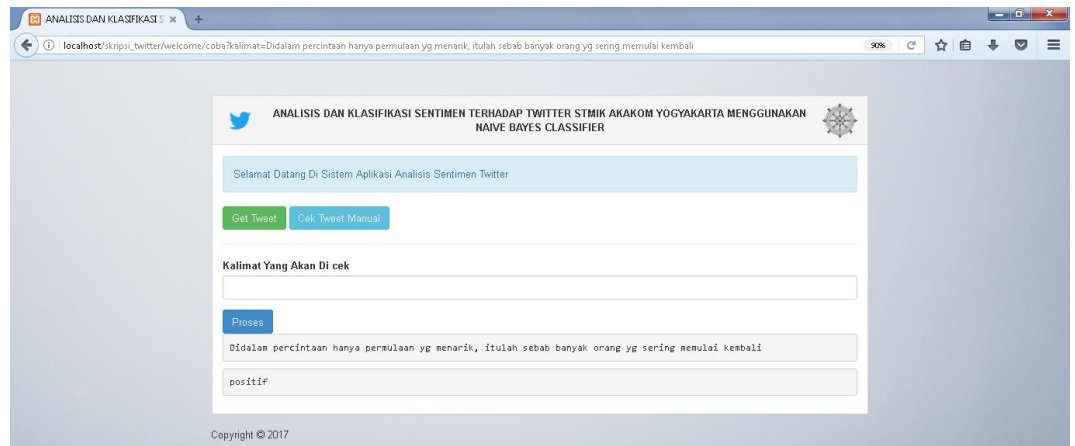 ANALISIS DAN KLASIFIKASI S
localhost/skripsi_twitter/welcome/coba?kalimat=Didalam percintaan hanya permulaan yg menarik, itulah sebab banyak orang yg sering memulai kembali
90%
ANALISIS DAN KLASIFIKASI SENTIMEN TERHADAP TWITTER STMIK AKAKOM YOGYAKARTA MENGGUNAKAN
NAIVE BAYES CLASSIFIER
Selamat Datang Di Sistem Aplikasi Analisis Sentimen Twitter
Get Tweet Cek Tweet Manual
Kalimat Yang Akan Di cek
Proses
Didalam percintaan hanya permulaan yg menarik, itulah sebab banyak orang yg sering memulai kembali
positif
Copyright © 2017